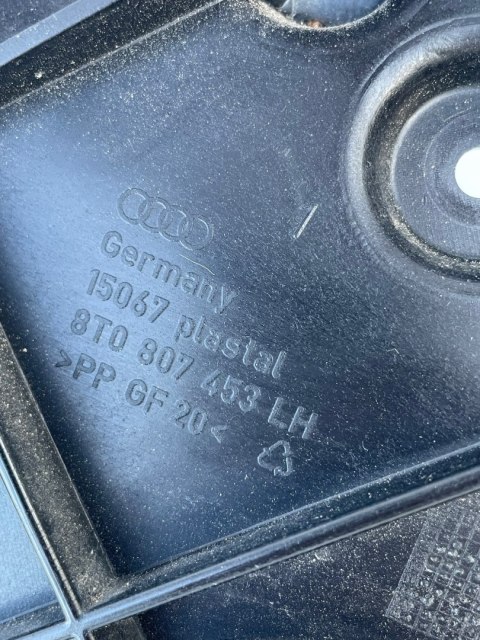 Germany
15067 plastal
8T0 807 453 LH
>PP GF 20<